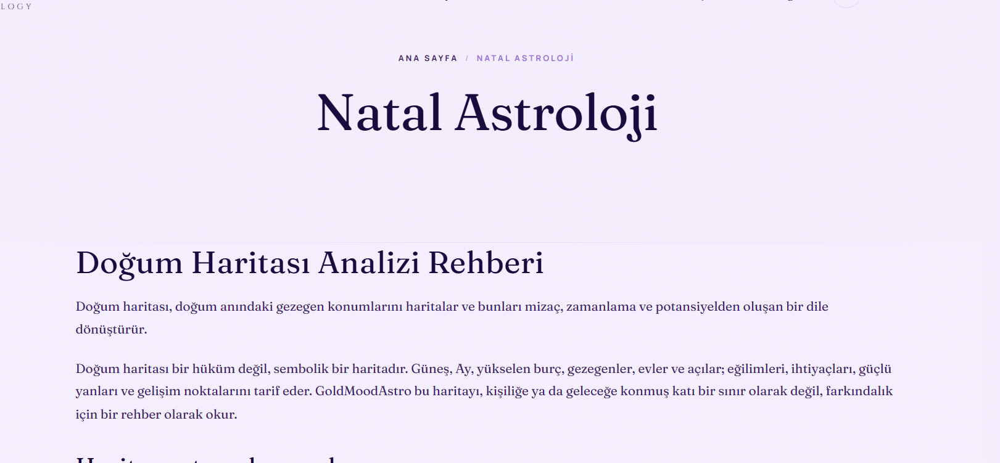 LOGY
ANA SAYFA / NATAL ASTROLOJİ
Natal Astroloji
Doğum Haritası Analizi Rehberi
Doğum haritası, doğum anındaki gezegen konumlarını haritalar ve bunları mizaç, zamanlama ve potansiyelden oluşan bir dile
dönüştürür.
Doğum haritası bir hüküm değil, sembolik bir haritadır. Güneş, Ay, yükselen burç, gezegenler, evler ve açılar; eğilimleri, ihtiyaçları, güçlü
yanları ve gelişim noktalarını tarif eder. GoldMoodAstro bu haritayı, kişiliğe ya da geleceğe konmuş katı bir sınır olarak değil, farkındalık
için bir rehber olarak okur.